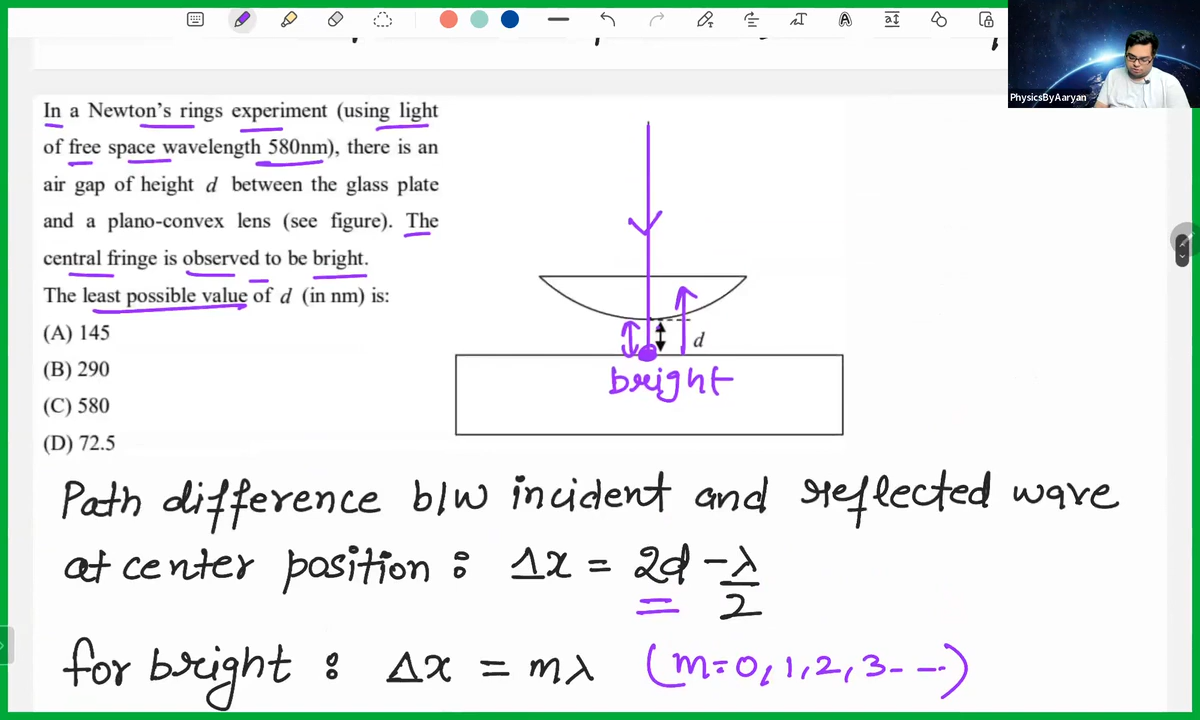 PhysicsByAaryan
In a Newton's rings experiment (using light
of free space wavelength 580nm), there is an
air gap of height d between the glass plate
and a plano-convex lens (see figure). The
central fringe is observed to be bright.
The least possible value of d (in nm) is:
(A) 145
(B) 290
(C) 580
(D) 72.5
d
bright
Path difference b/w incident and reflected wave
at center position : Δx = 2d - λ/2
for bright : Δx = mλ (m=0,1,2,3---)